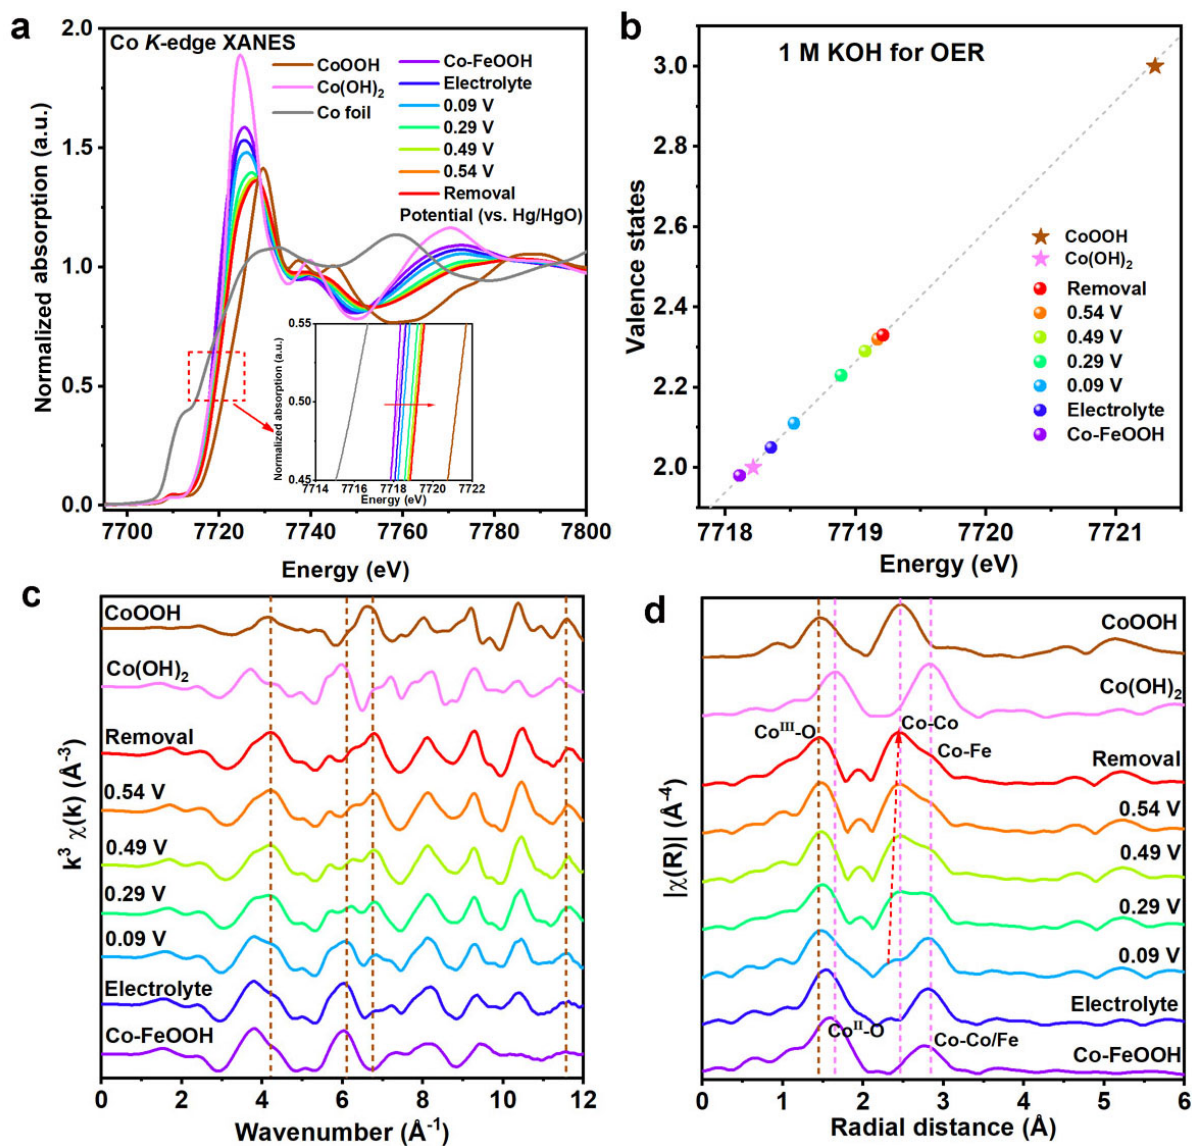 a
Co K-edge XANES
CoOOH
Co(OH)₂
Co foil
Co-FeOOH
Electrolyte
0.09 V
0.29 V
0.49 V
0.54 V
Removal
Potential (vs. Hg/HgO)
Normalized absorption (a.u.)
2.0
1.5
1.0
0.5
0.0
7700 7720 7740 7760 7780 7800
Energy (eV)
Normalized absorption (a.u.)
0.55
0.50
0.45
7714 7716 7718 7720 7722
Energy (eV)
b
1 M KOH for OER
Valence states
3.0
2.8
2.6
2.4
2.2
2.0
CoOOH
Co(OH)₂
Removal
0.54 V
0.49 V
0.29 V
0.09 V
Electrolyte
Co-FeOOH
7718 7719 7720 7721
Energy (eV)
c
k³ χ(k) (Å⁻³)
CoOOH
Co(OH)₂
Removal
0.54 V
0.49 V
0.29 V
0.09 V
Electrolyte
Co-FeOOH
0 2 4 6 8 10 12
Wavenumber (Å⁻¹)
d
|χ(R)| (Å⁻⁴)
CoOOH
Co(OH)₂
Coᴵᴵᴵ-O
Co-Co
Co-Fe
Removal
0.54 V
0.49 V
0.29 V
0.09 V
Electrolyte
Coᴵᴵ-O
Co-Co/Fe
Co-FeOOH
0 1 2 3 4 5 6
Radial distance (Å)